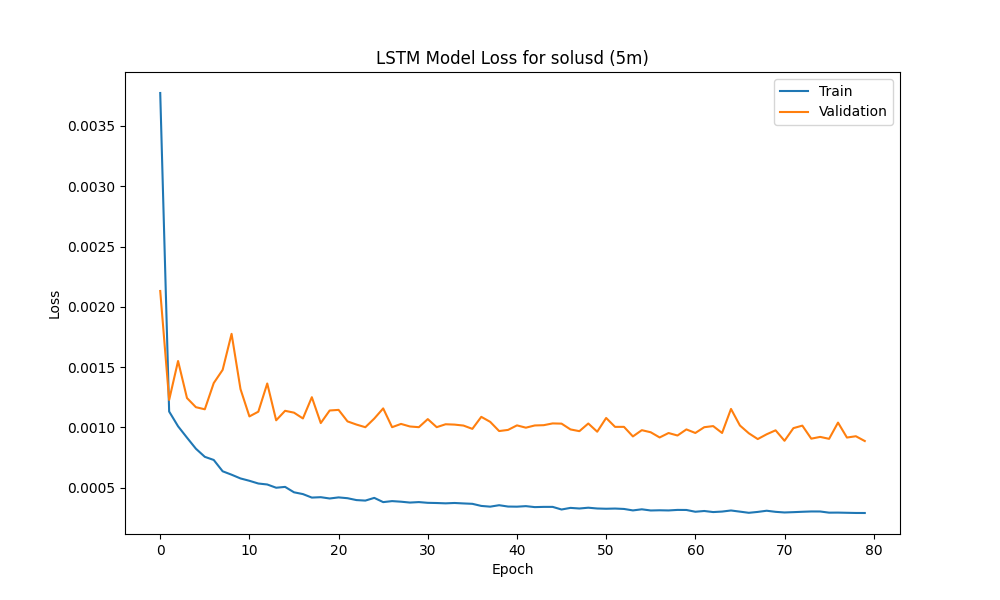 LSTM Model Loss for solusd (5m)
Train
Validation
0.0035
0.0030
0.0025
0.0020
0.0015
0.0010
0.0005
Loss
0 10 20 30 40 50 60 70 80
Epoch